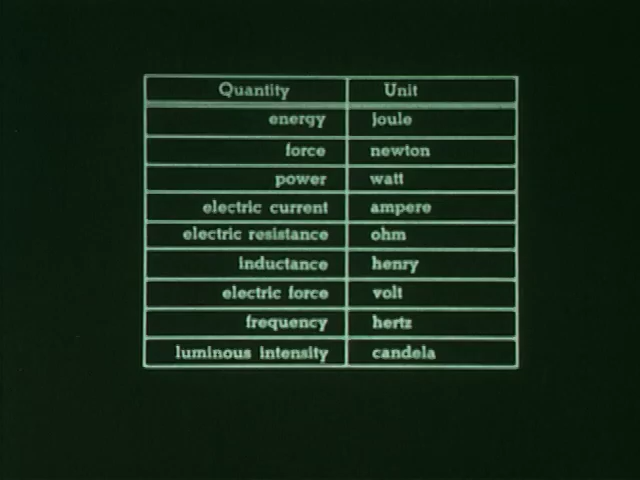 Quantity Unit
energy joule
force newton
power watt
electric current ampere
electric resistance ohm
inductance henry
electric force volt
frequency hertz
luminous intensity candela